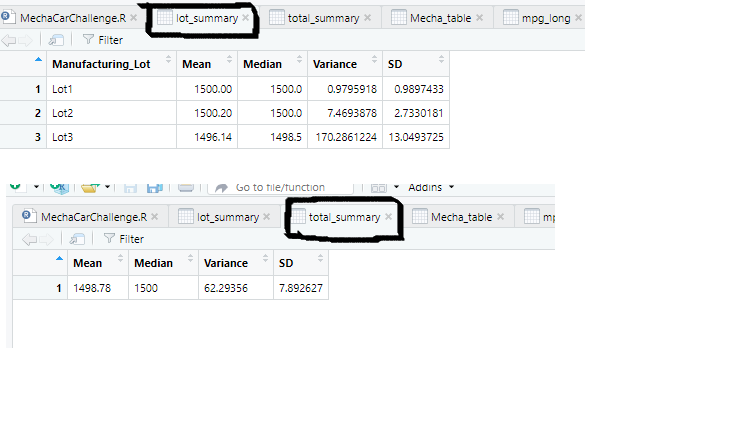 MechaCarChallenge.R lot_summary total_summary Mecha_table mpg_long
Filter
Manufacturing_Lot Mean Median Variance SD
1 Lot1 1500.00 1500.0 0.9795918 0.9897433
2 Lot2 1500.20 1500.0 7.4693878 2.7330181
3 Lot3 1496.14 1498.5 170.2861224 13.0493725
Go to file/function Addins
MechaCarChallenge.R lot_summary total_summary Mecha_table mp
Filter
Mean Median Variance SD
1 1498.78 1500 62.29356 7.892627